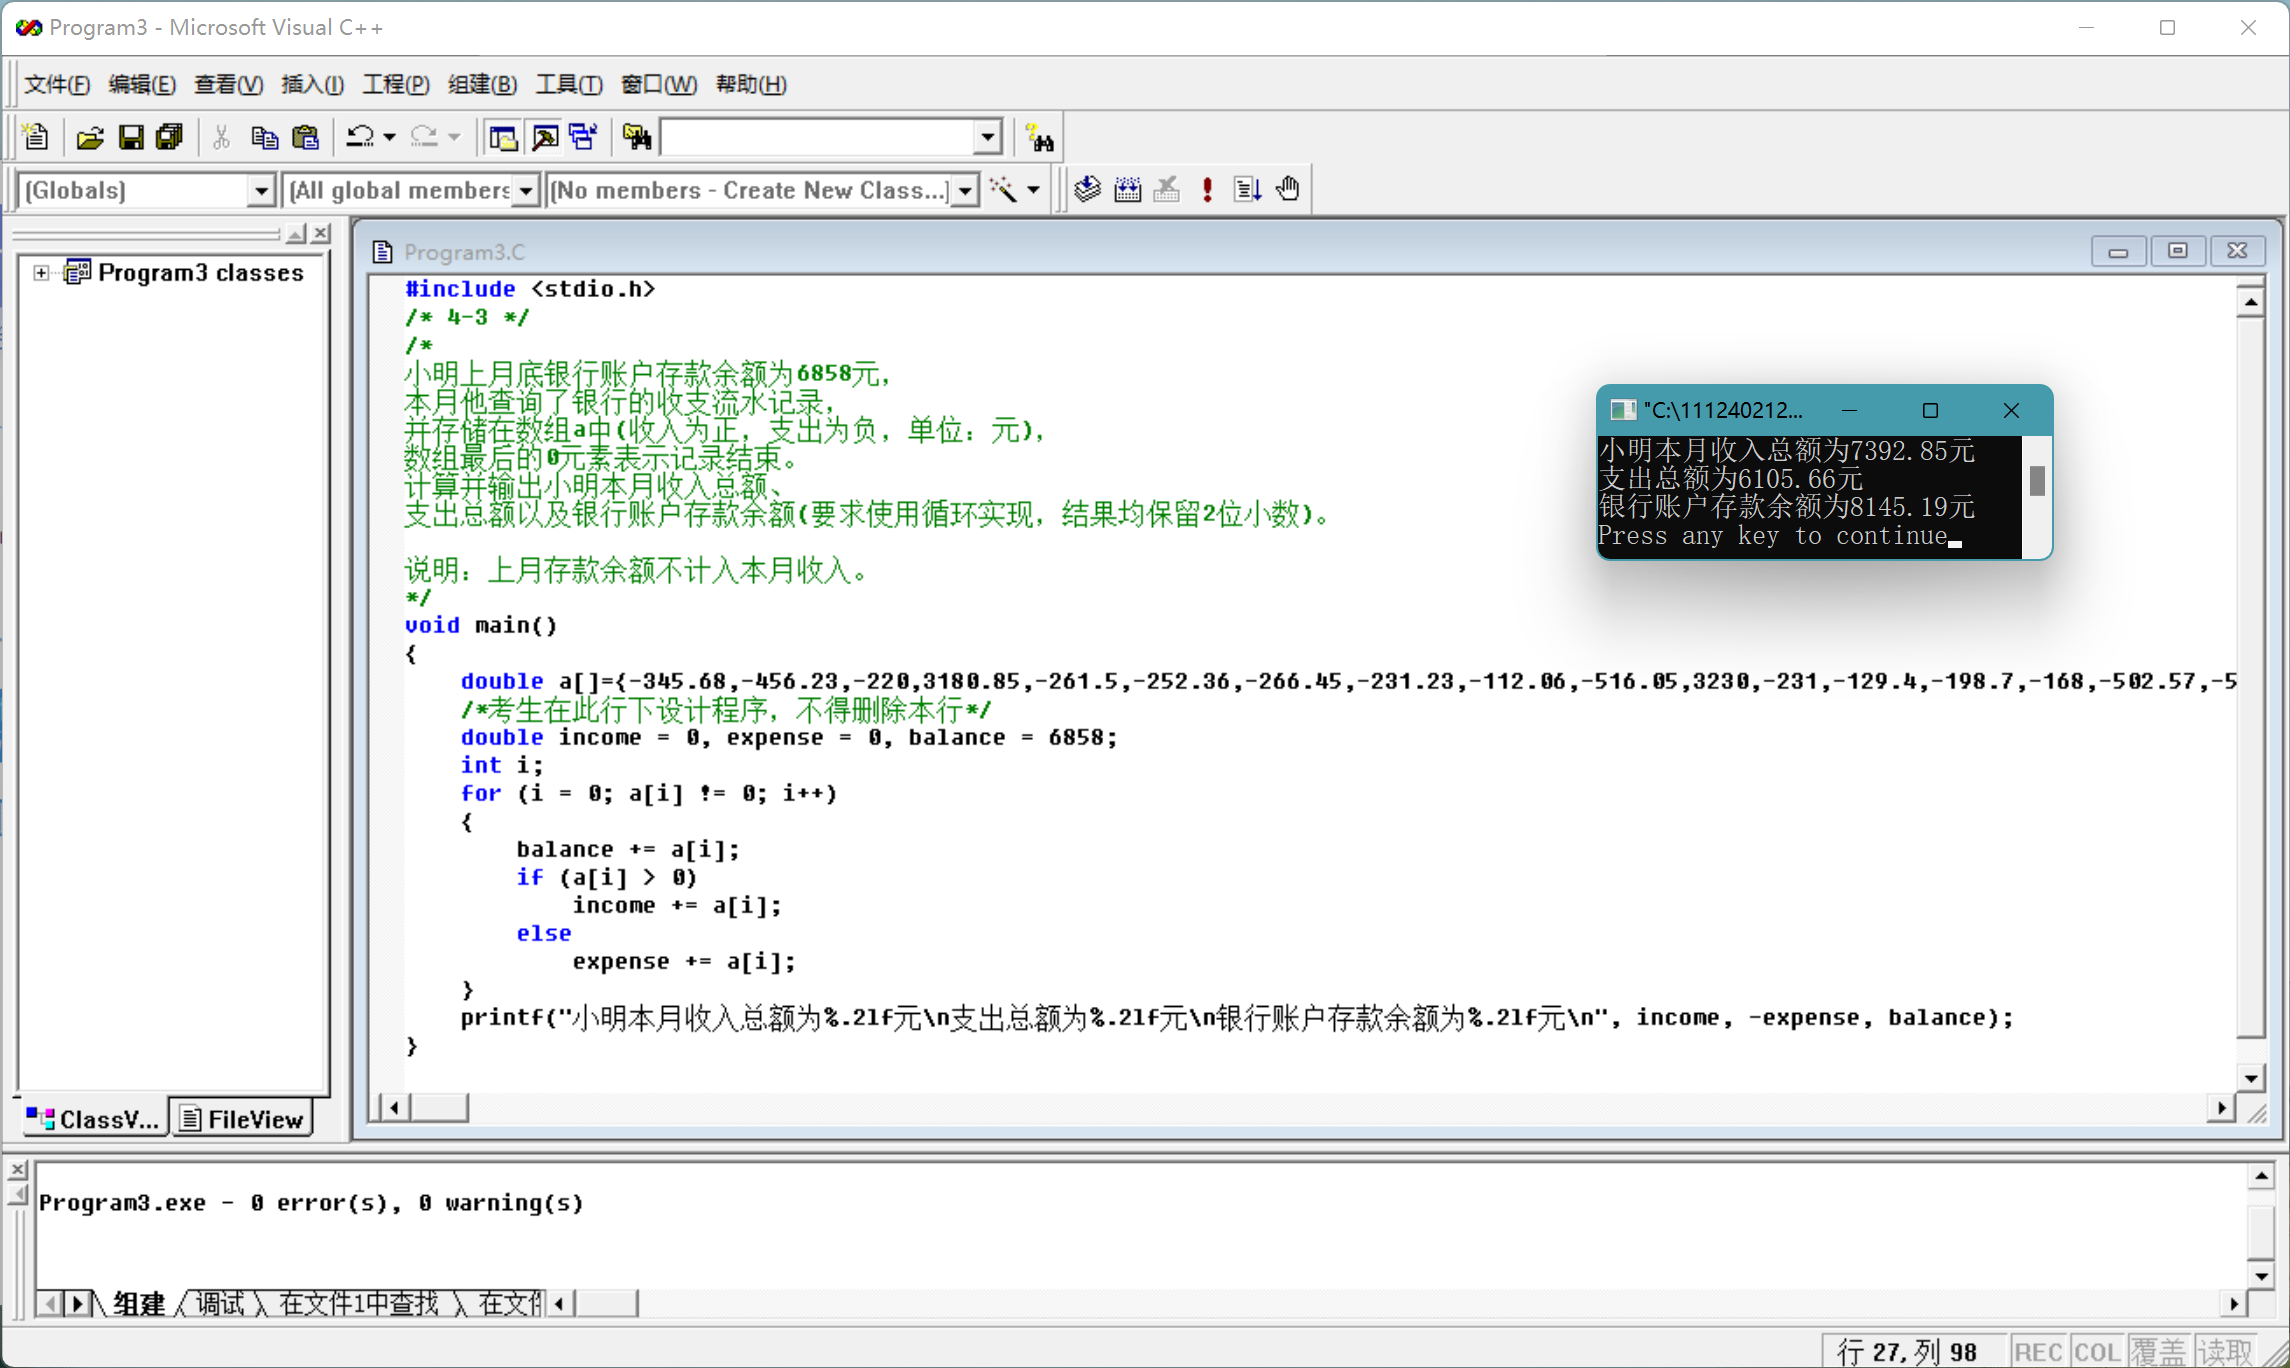 Program3 - Microsoft Visual C++
文件(F) 编辑(E) 查看(V) 插入(I) 工程(P) 组建(B) 工具(T) 窗口(W) 帮助(H)
(Globals) (All global members (No members - Create New Class...)
Program3 classes
Program3.C
#include <stdio.h>
/* 4-3 */
/*
小明上月底银行账户存款余额为6858元，
本月他查询了银行的收支流水记录，
并存储在数组a中(收入为正，支出为负，单位：元)，
数组最后的0元素表示记录结束。
计算并输出小明本月收入总额、
支出总额以及银行账户存款余额(要求使用循环实现，结果均保留2位小数)。
说明：上月存款余额不计入本月收入。
*/
void main()
{
double a[]={-345.68,-456.23,-220,3180.85,-261.5,-252.36,-266.45,-231.23,-112.06,-516.05,3230,-231,-129.4,-198.7,-168,-502.57,-5
/*考生在此行下设计程序，不得删除本行*/
double income = 0, expense = 0, balance = 6858;
int i;
for (i = 0; a[i] != 0; i++)
{
balance += a[i];
if (a[i] > 0)
income += a[i];
else
expense += a[i];
}
printf("小明本月收入总额为%.2lf元\n支出总额为%.2lf元\n银行账户存款余额为%.2lf元\n", income, -expense, balance);
}
"C:\111240212...
小明本月收入总额为7392.85元
支出总额为6105.66元
银行账户存款余额为8145.19元
Press any key to continue
ClassV... FileView
Program3.exe - 0 error(s), 0 warning(s)
组建 调试 在文件1中查找 在文件
行 27, 列 98 REC COL 覆盖 读取